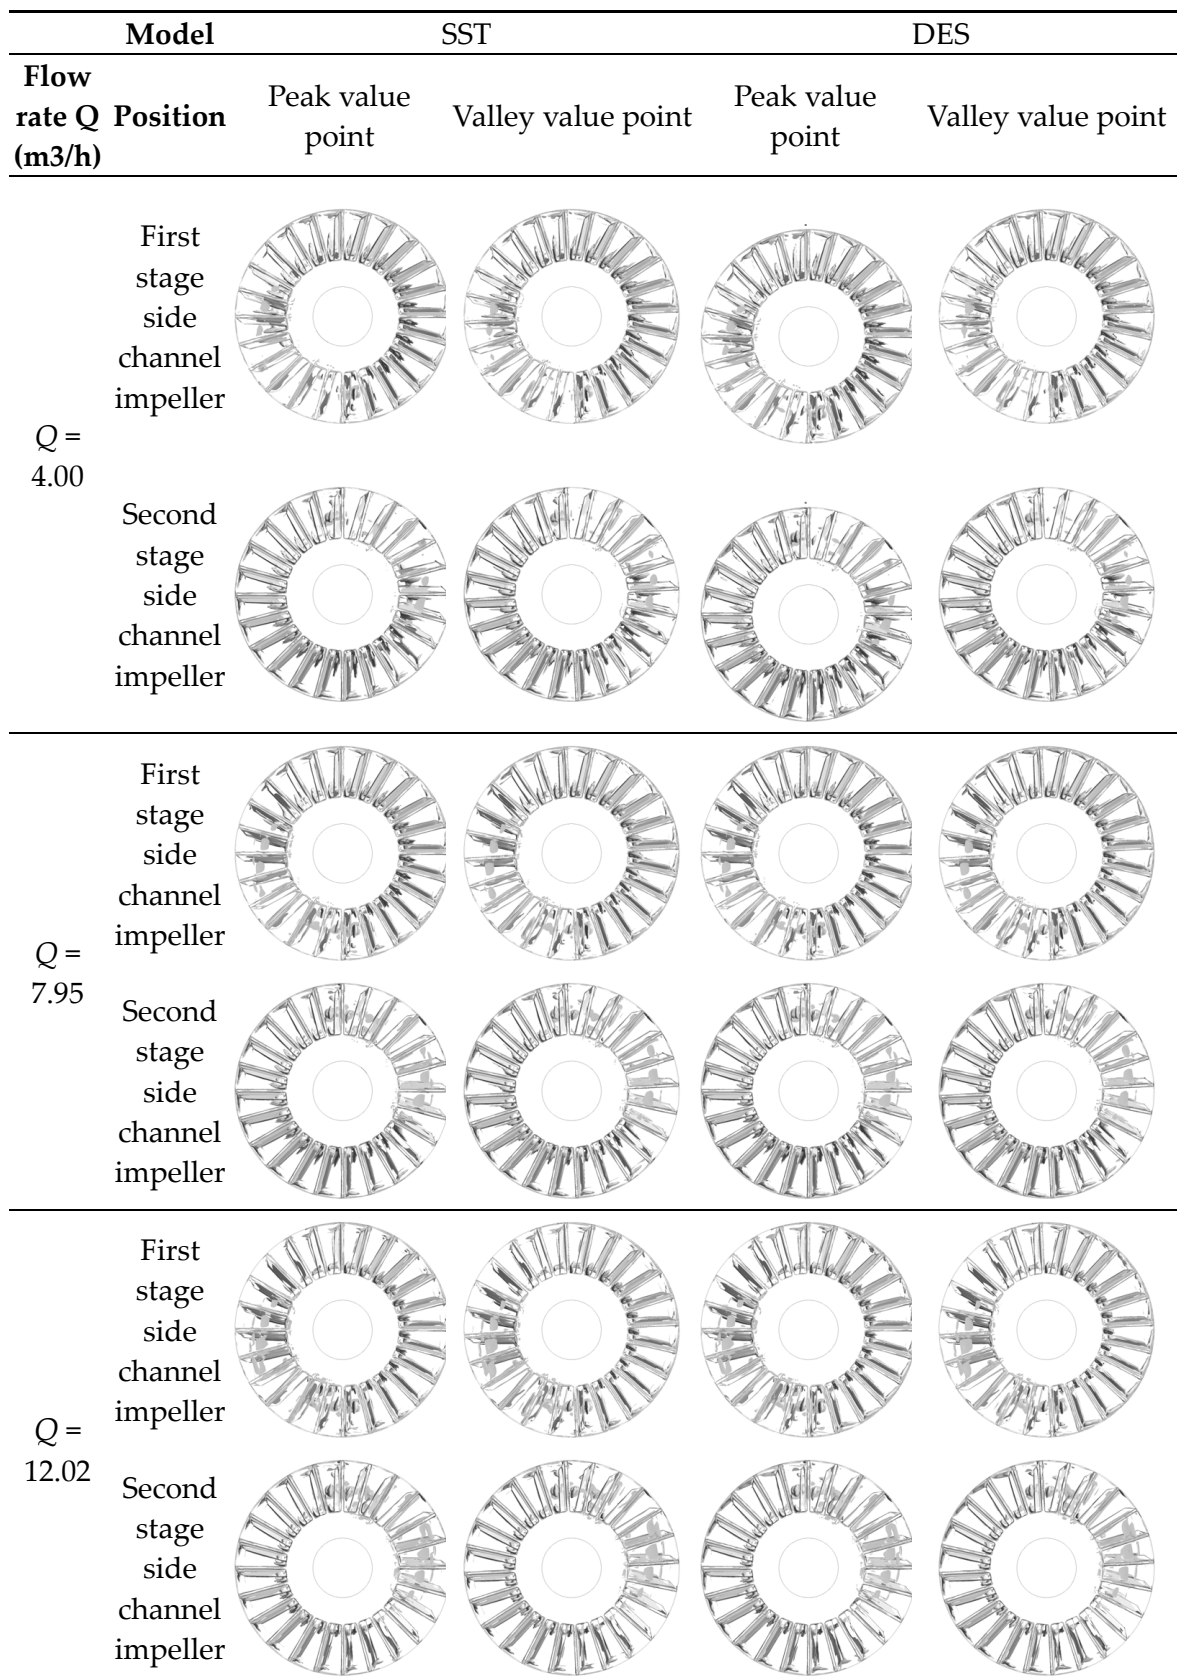 Model SST DES
Flow
rate Q
(m3/h)
Position
Peak value
point
Valley value point
Peak value
point
Valley value point
Q =
4.00
First
stage
side
channel
impeller
Second
stage
side
channel
impeller
Q =
7.95
First
stage
side
channel
impeller
Second
stage
side
channel
impeller
Q =
12.02
First
stage
side
channel
impeller
Second
stage
side
channel
impeller